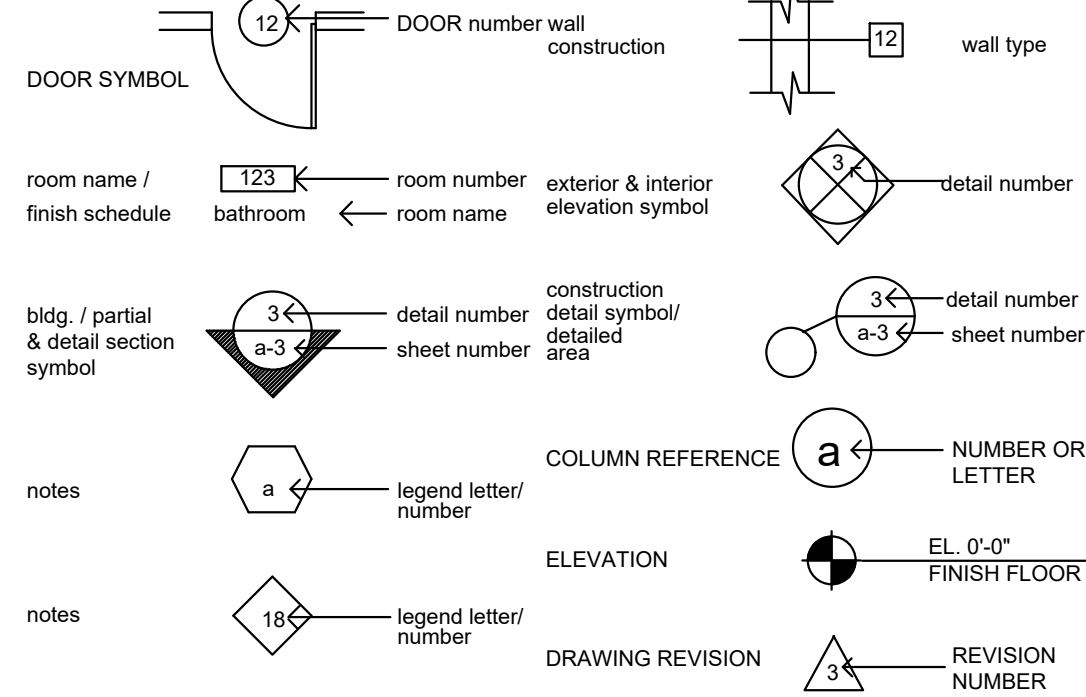 12
DOOR number
DOOR SYMBOL
room name /
finish schedule
123
bathroom
room number
room name
bldg. / partial
& detail section
symbol
3
a-3
detail number
sheet number
notes
a
legend letter/
number
notes
18
legend letter/
number
wall
construction
12
wall type
exterior & interior
elevation symbol
3
detail number
construction
detail symbol/
detailed
area
3
a-3
detail number
sheet number
COLUMN REFERENCE
a
NUMBER OR
LETTER
ELEVATION
EL. 0'-0"
FINISH FLOOR
DRAWING REVISION
3
REVISION
NUMBER